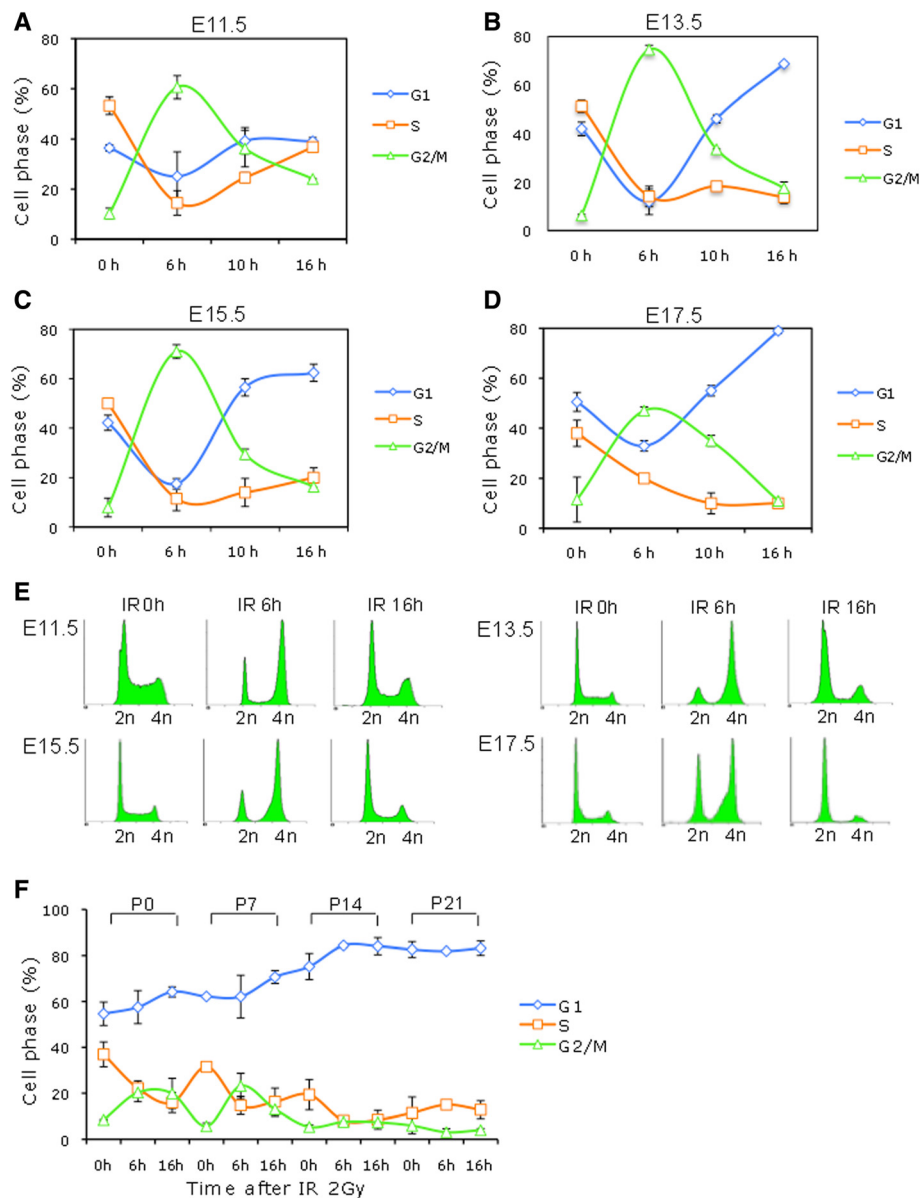 A
E11.5
80
60
40
20
0
Cell phase (%)
0 h
6 h
10 h
16 h
G1
S
G2/M
B
E13.5
80
60
40
20
0
Cell phase (%)
0 h
6 h
10 h
16 h
G1
S
G2/M
C
E15.5
80
60
40
20
0
Cell phase (%)
0 h
6 h
10 h
16 h
G1
S
G2/M
D
E17.5
80
60
40
20
0
Cell phase (%)
0 h
6 h
10 h
16 h
G1
S
G2/M
E
IR 0h IR 6h IR 16h
E11.5
2n 4n 2n 4n 2n 4n
E15.5
2n 4n 2n 4n 2n 4n
IR 0h IR 6h IR 16h
E13.5
2n 4n 2n 4n 2n 4n
E17.5
2n 4n 2n 4n 2n 4n
F
P0 P7 P14 P21
100
80
60
40
20
0
Cell phase (%)
0h 6h 16h 0h 6h 16h 0h 6h 16h 0h 6h 16h
Time after IR 2Gy
G1
S
G2/M